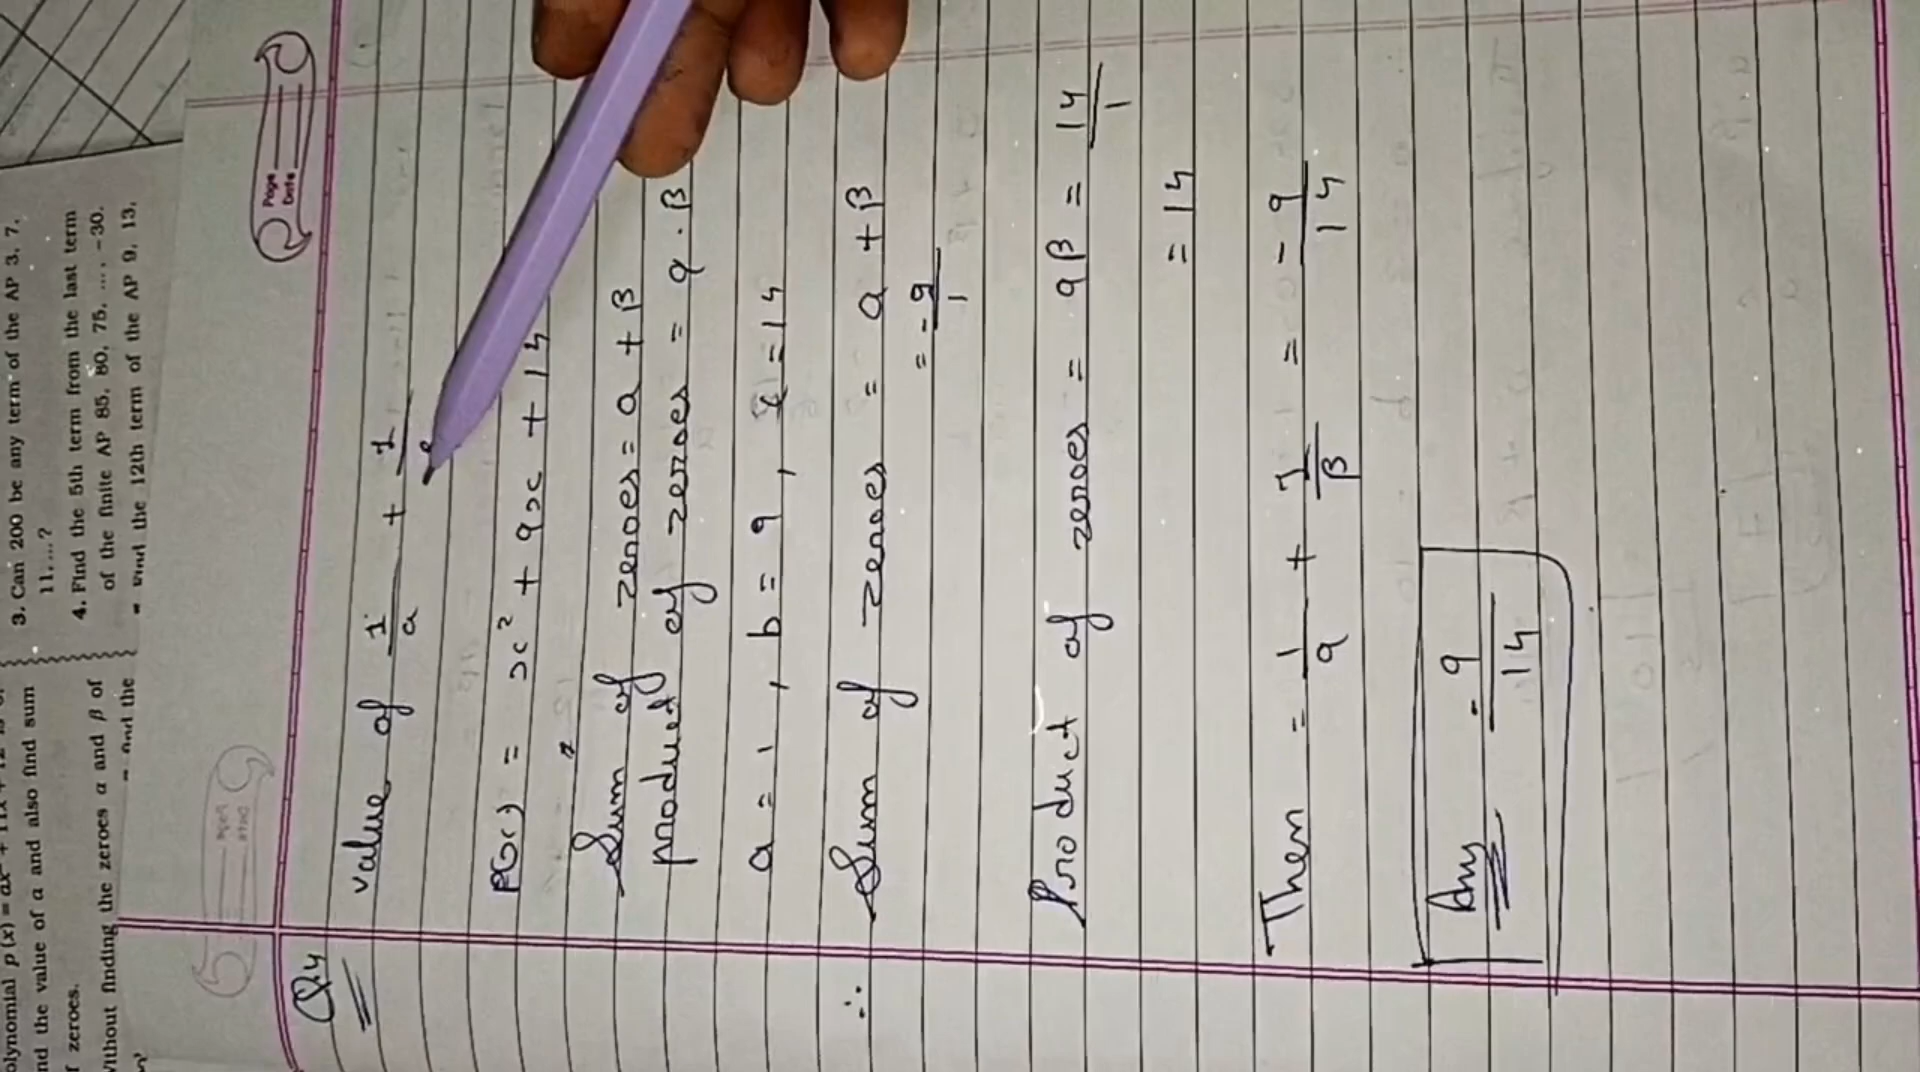 3. Can 200 be any term of the AP 3, 7,
11,...?
4. Find the 5th term from the last term
of the finite AP 85, 80, 75, ..., -30.
the 12th term of the AP 9, 13,
nd the value of α and also find sum
f zeroes.
without finding the zeroes α and β of
Page
Date
Q4
value of 1/α + 1/
P(x) = x² + 9x + 14
Sum of zeroes = α + β
product of zeroes = α . β
a = 1 , b = 9 , c = 14
∴ Sum of zeroes = α + β
= -9/1
Product of zeroes = αβ = 14/1
= 14
Then = 1/α + 1/β = -9/14
Ans -9/14